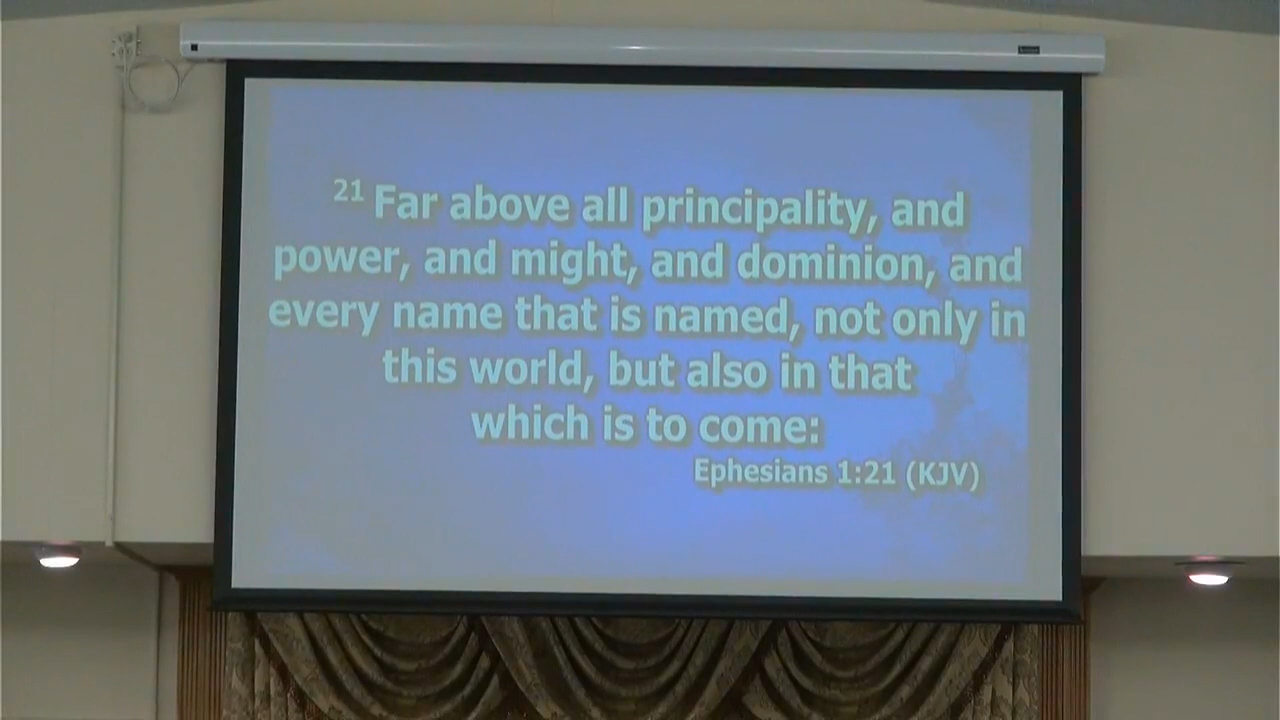 21 Far above all principality, and
power, and might, and dominion, and
every name that is named, not only in
this world, but also in that
which is to come:
Ephesians 1:21 (KJV)